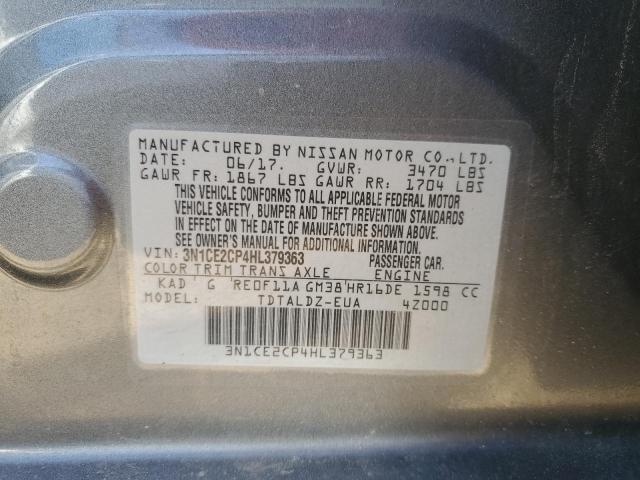 MANUFACTURED BY NISSAN MOTOR CO.,LTD.
DATE: 06/17. GVWR: 3470 LBS
GAWR FR: 1867 LBS GAWR RR: 1704 LBS
THIS VEHICLE CONFORMS TO ALL APPLICABLE FEDERAL MOTOR
VEHICLE SAFETY, BUMPER AND THEFT PREVENTION STANDARDS
IN EFFECT ON THE DATE OF MANUFACTURE SHOWN ABOVE.
SEE OWNER'S MANUAL FOR ADDITIONAL INFORMATION.
VIN: 3N1CE2CP4HL379363 PASSENGER CAR.
COLOR TRIM TRANS AXLE ENGINE
KAD G RE0F11A GM38 HR16DE 1598 CC
MODEL: TDTALDZ-EUA 4Z000
3N1CE2CP4HL379363